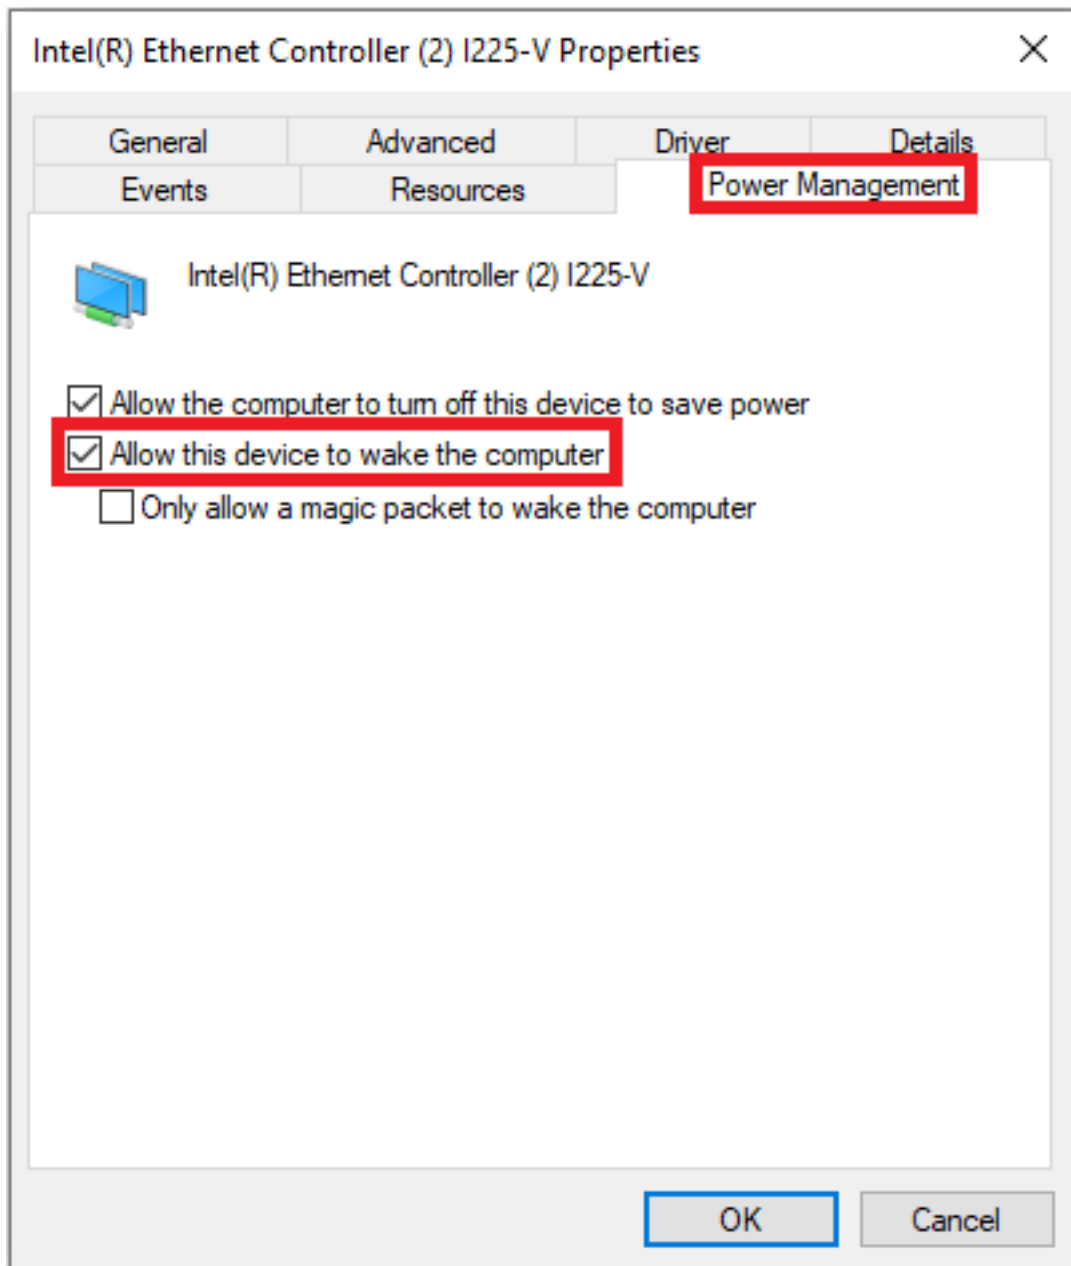 Intel(R) Ethernet Controller (2) I225-V Properties
General Advanced Driver Details
Events Resources Power Management
Intel(R) Ethernet Controller (2) I225-V
Allow the computer to turn off this device to save power
Allow this device to wake the computer
Only allow a magic packet to wake the computer
OK Cancel